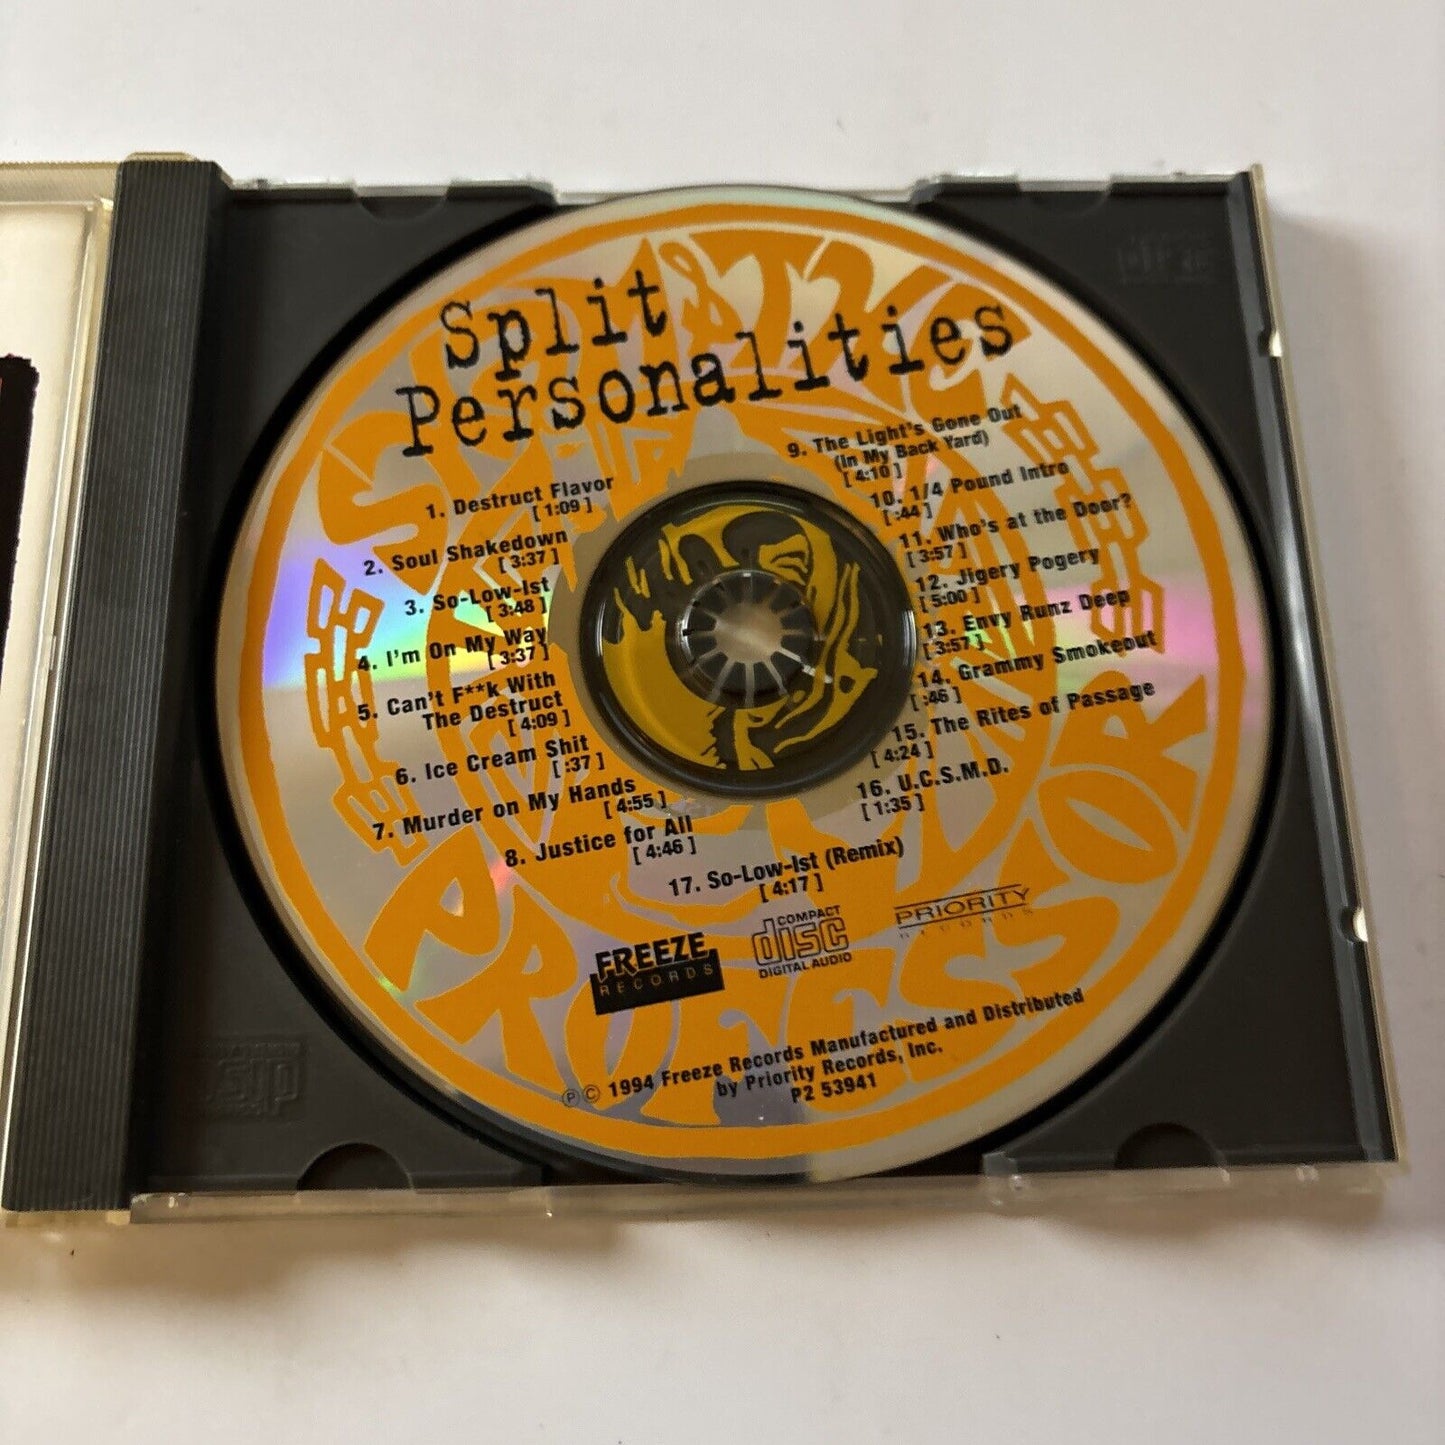 Split
Personalities
1. Destruct Flavor
[ 1:09 ]
2. Soul Shakedown
[ 3:37 ]
3. So-Low-Ist
[ 3:48 ]
4. I'm On My Way
[ 3:37 ]
5. Can't F**k With
The Destruct
[ 4:09 ]
6. Ice Cream Shit
[ :37 ]
7. Murder on My Hands
[ 4:55 ]
8. Justice for All
[ 4:46 ]
9. The Light's Gone Out
(In My Back Yard)
[ 4:10 ]
10. 1/4 Pound Intro
[ :44 ]
11. Who's at the Door?
[ 3:57 ]
12. Jigery Pogery
[ 5:00 ]
13. Envy Runz Deep
[ 3:57 ]
14. Grammy Smokeout
[ :46 ]
15. The Rites of Passage
[ 4:24 ]
16. U.C.S.M.D.
[ 1:35 ]
17. So-Low-Ist (Remix)
[ 4:17 ]
FREEZE
RECORDS
COMPACT
disc
DIGITAL AUDIO
PRIORITY
RECORDS
Ⓟ © 1994 Freeze Records Manufactured and Distributed
by Priority Records, Inc.
P2 53941
PROFESSOR